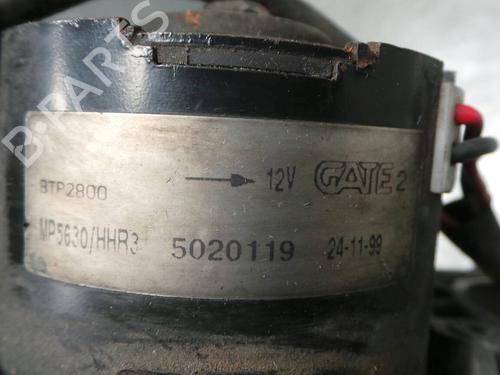 B-PARTS
BTP2800 12V GATE 2
MP5630/HHR3 5020119 24-11-99